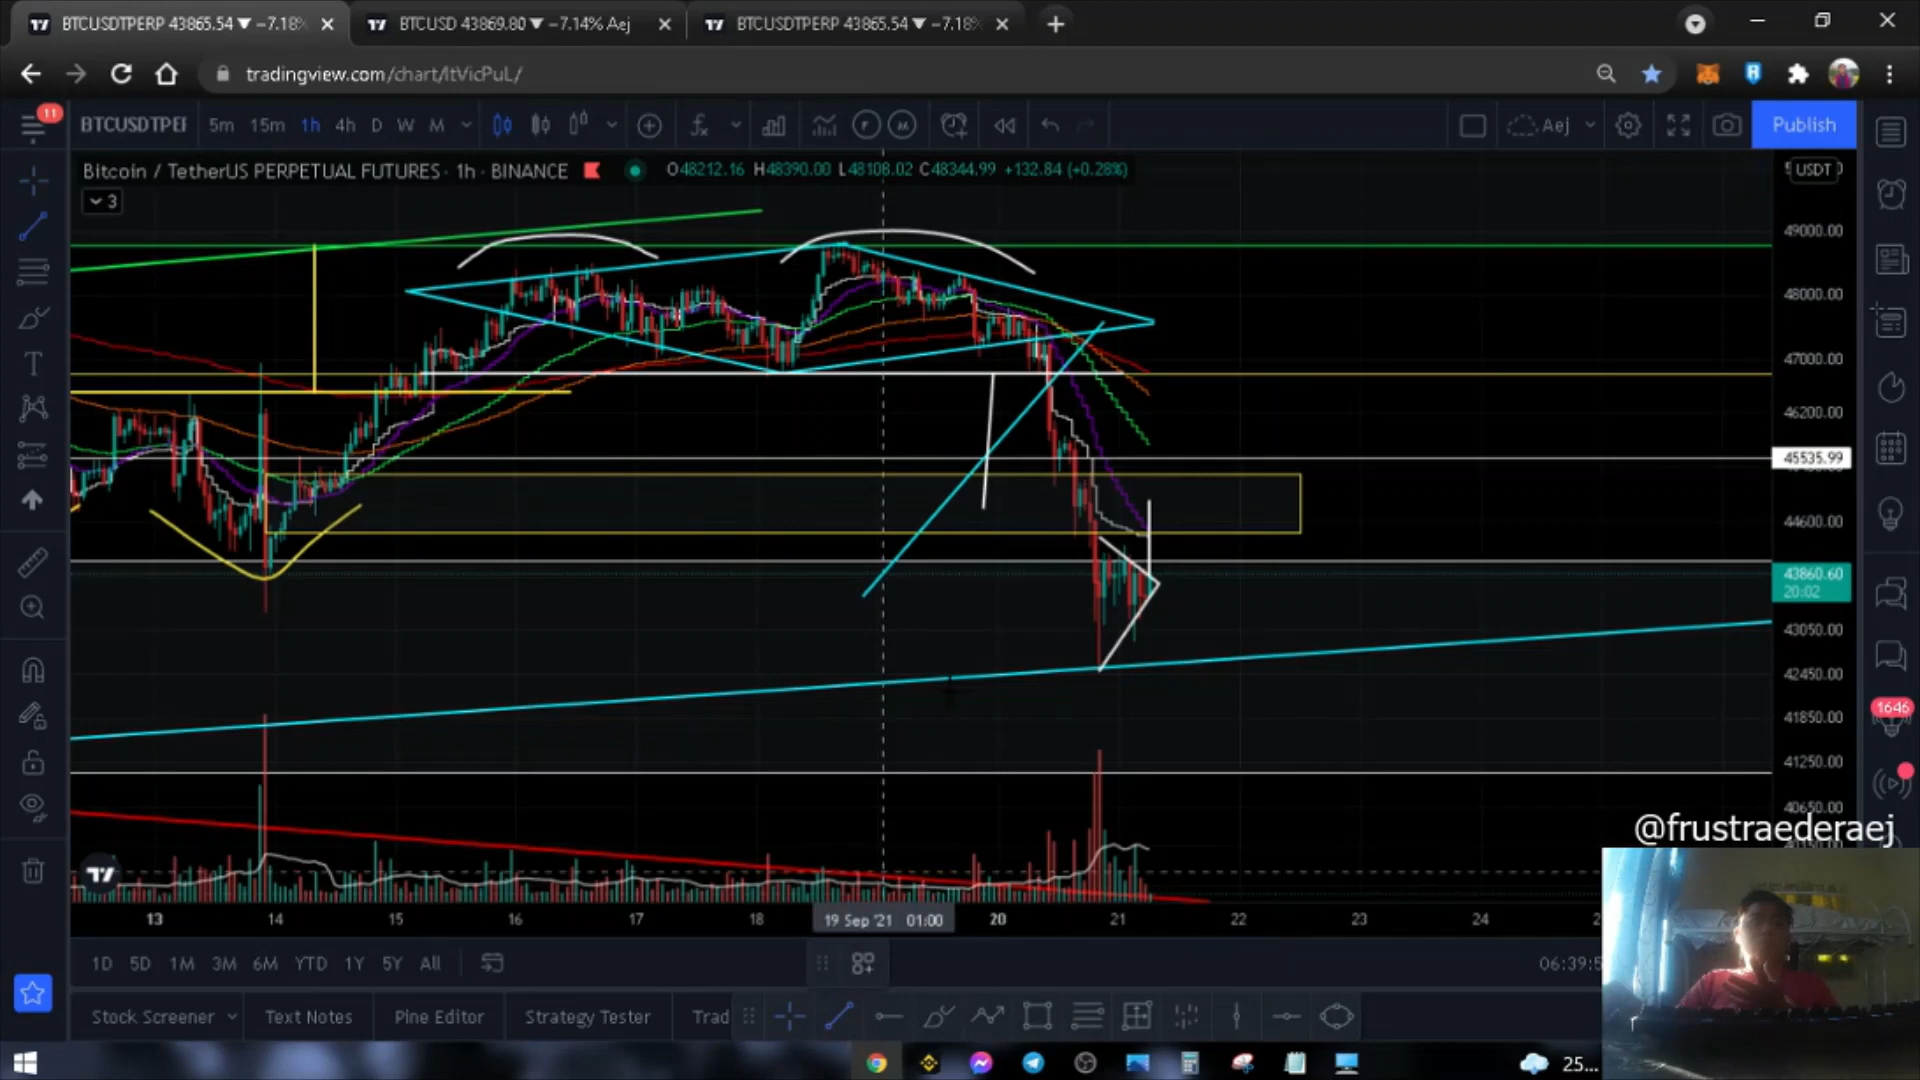 BTCUSDTPERP 43865.54 ▼ −7.18%
BTCUSD 43869.80 ▼ −7.14% Aej
BTCUSDTPERP 43865.54 ▼ −7.18%
tradingview.com/chart/ItVicPuL/
11
BTCUSDTPEF
5m 15m 1h 4h D W M
Aej
Publish
Bitcoin / TetherUS PERPETUAL FUTURES · 1h · BINANCE
O48212.16 H48390.00 L48108.02 C48344.99 +132.84 (+0.28%)
USDT
3
49000.00
48000.00
47000.00
46200.00
45535.99
44600.00
43860.60
20:02
43050.00
42450.00
41850.00
41250.00
40650.00
1646
@frustraederaej
13 14 15 16 17 18 19 Sep '21 01:00 20 21 22 23 24
1D 5D 1M 3M 6M YTD 1Y 5Y All
06:39:5
Stock Screener Text Notes Pine Editor Strategy Tester Trad
25...